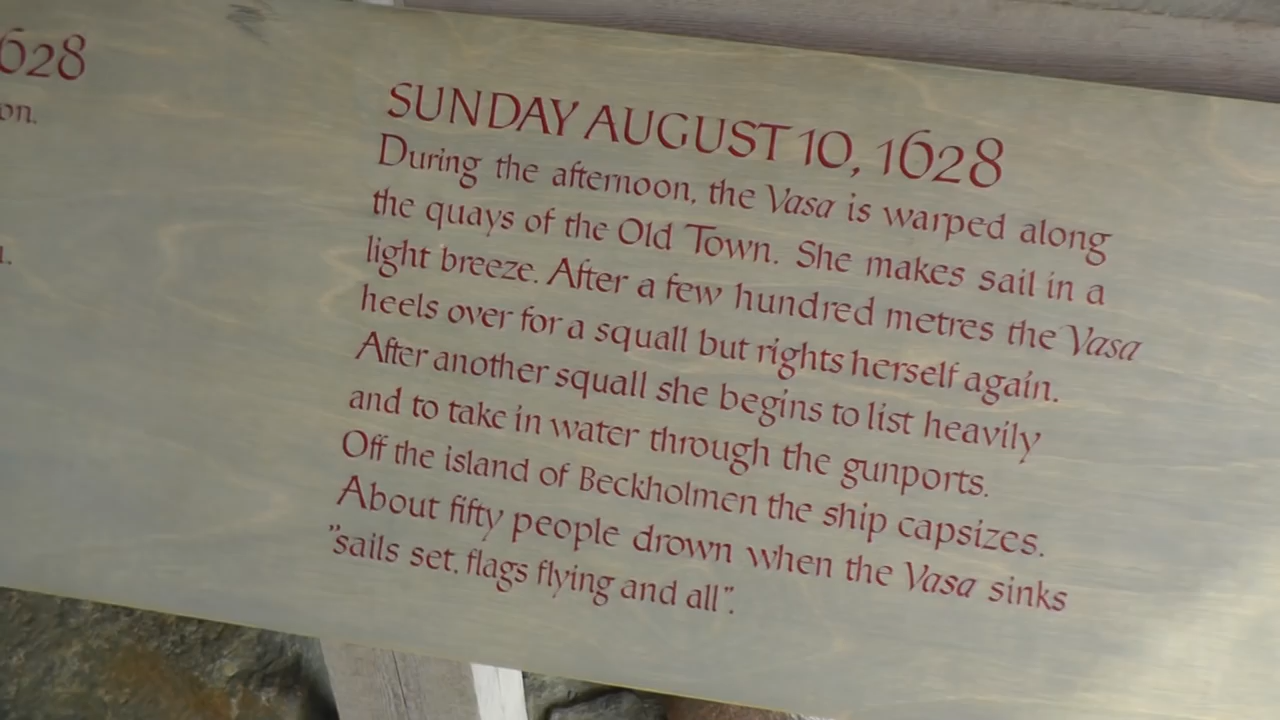 1628
on.
SUNDAY AUGUST 10, 1628
During the afternoon, the Vasa is warped along
the quays of the Old Town. She makes sail in a
light breeze. After a few hundred metres the Vasa
heels over for a squall but rights herself again.
After another squall she begins to list heavily
and to take in water through the gunports.
Off the island of Beckholmen the ship capsizes.
About fifty people drown when the Vasa sinks
"sails set, flags flying and all".